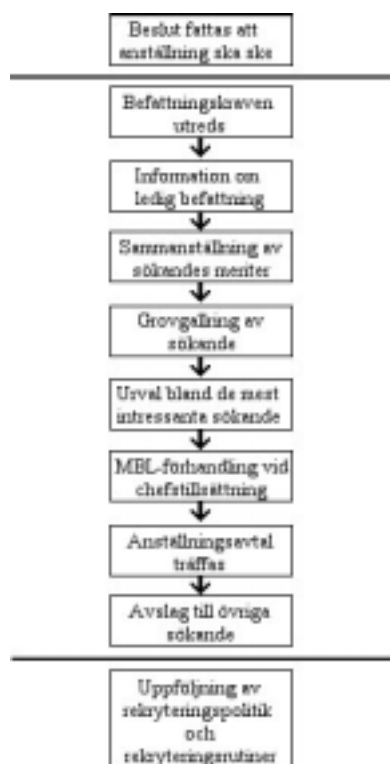 Beslut fattas att
anställning ska ske
Befattningskraven
utreds
Information om
ledig befattning
Sammanställning av
sökandes meriter
Grovgallring av
sökande
Urval bland de mest
intressanta sökande
MBL-förhandling vid
chefstillsättning
Anställningsavtal
träffas
Avslag till övriga
sökande
Uppföljning av
rekryteringspolitik
och
rekryteringsrutiner